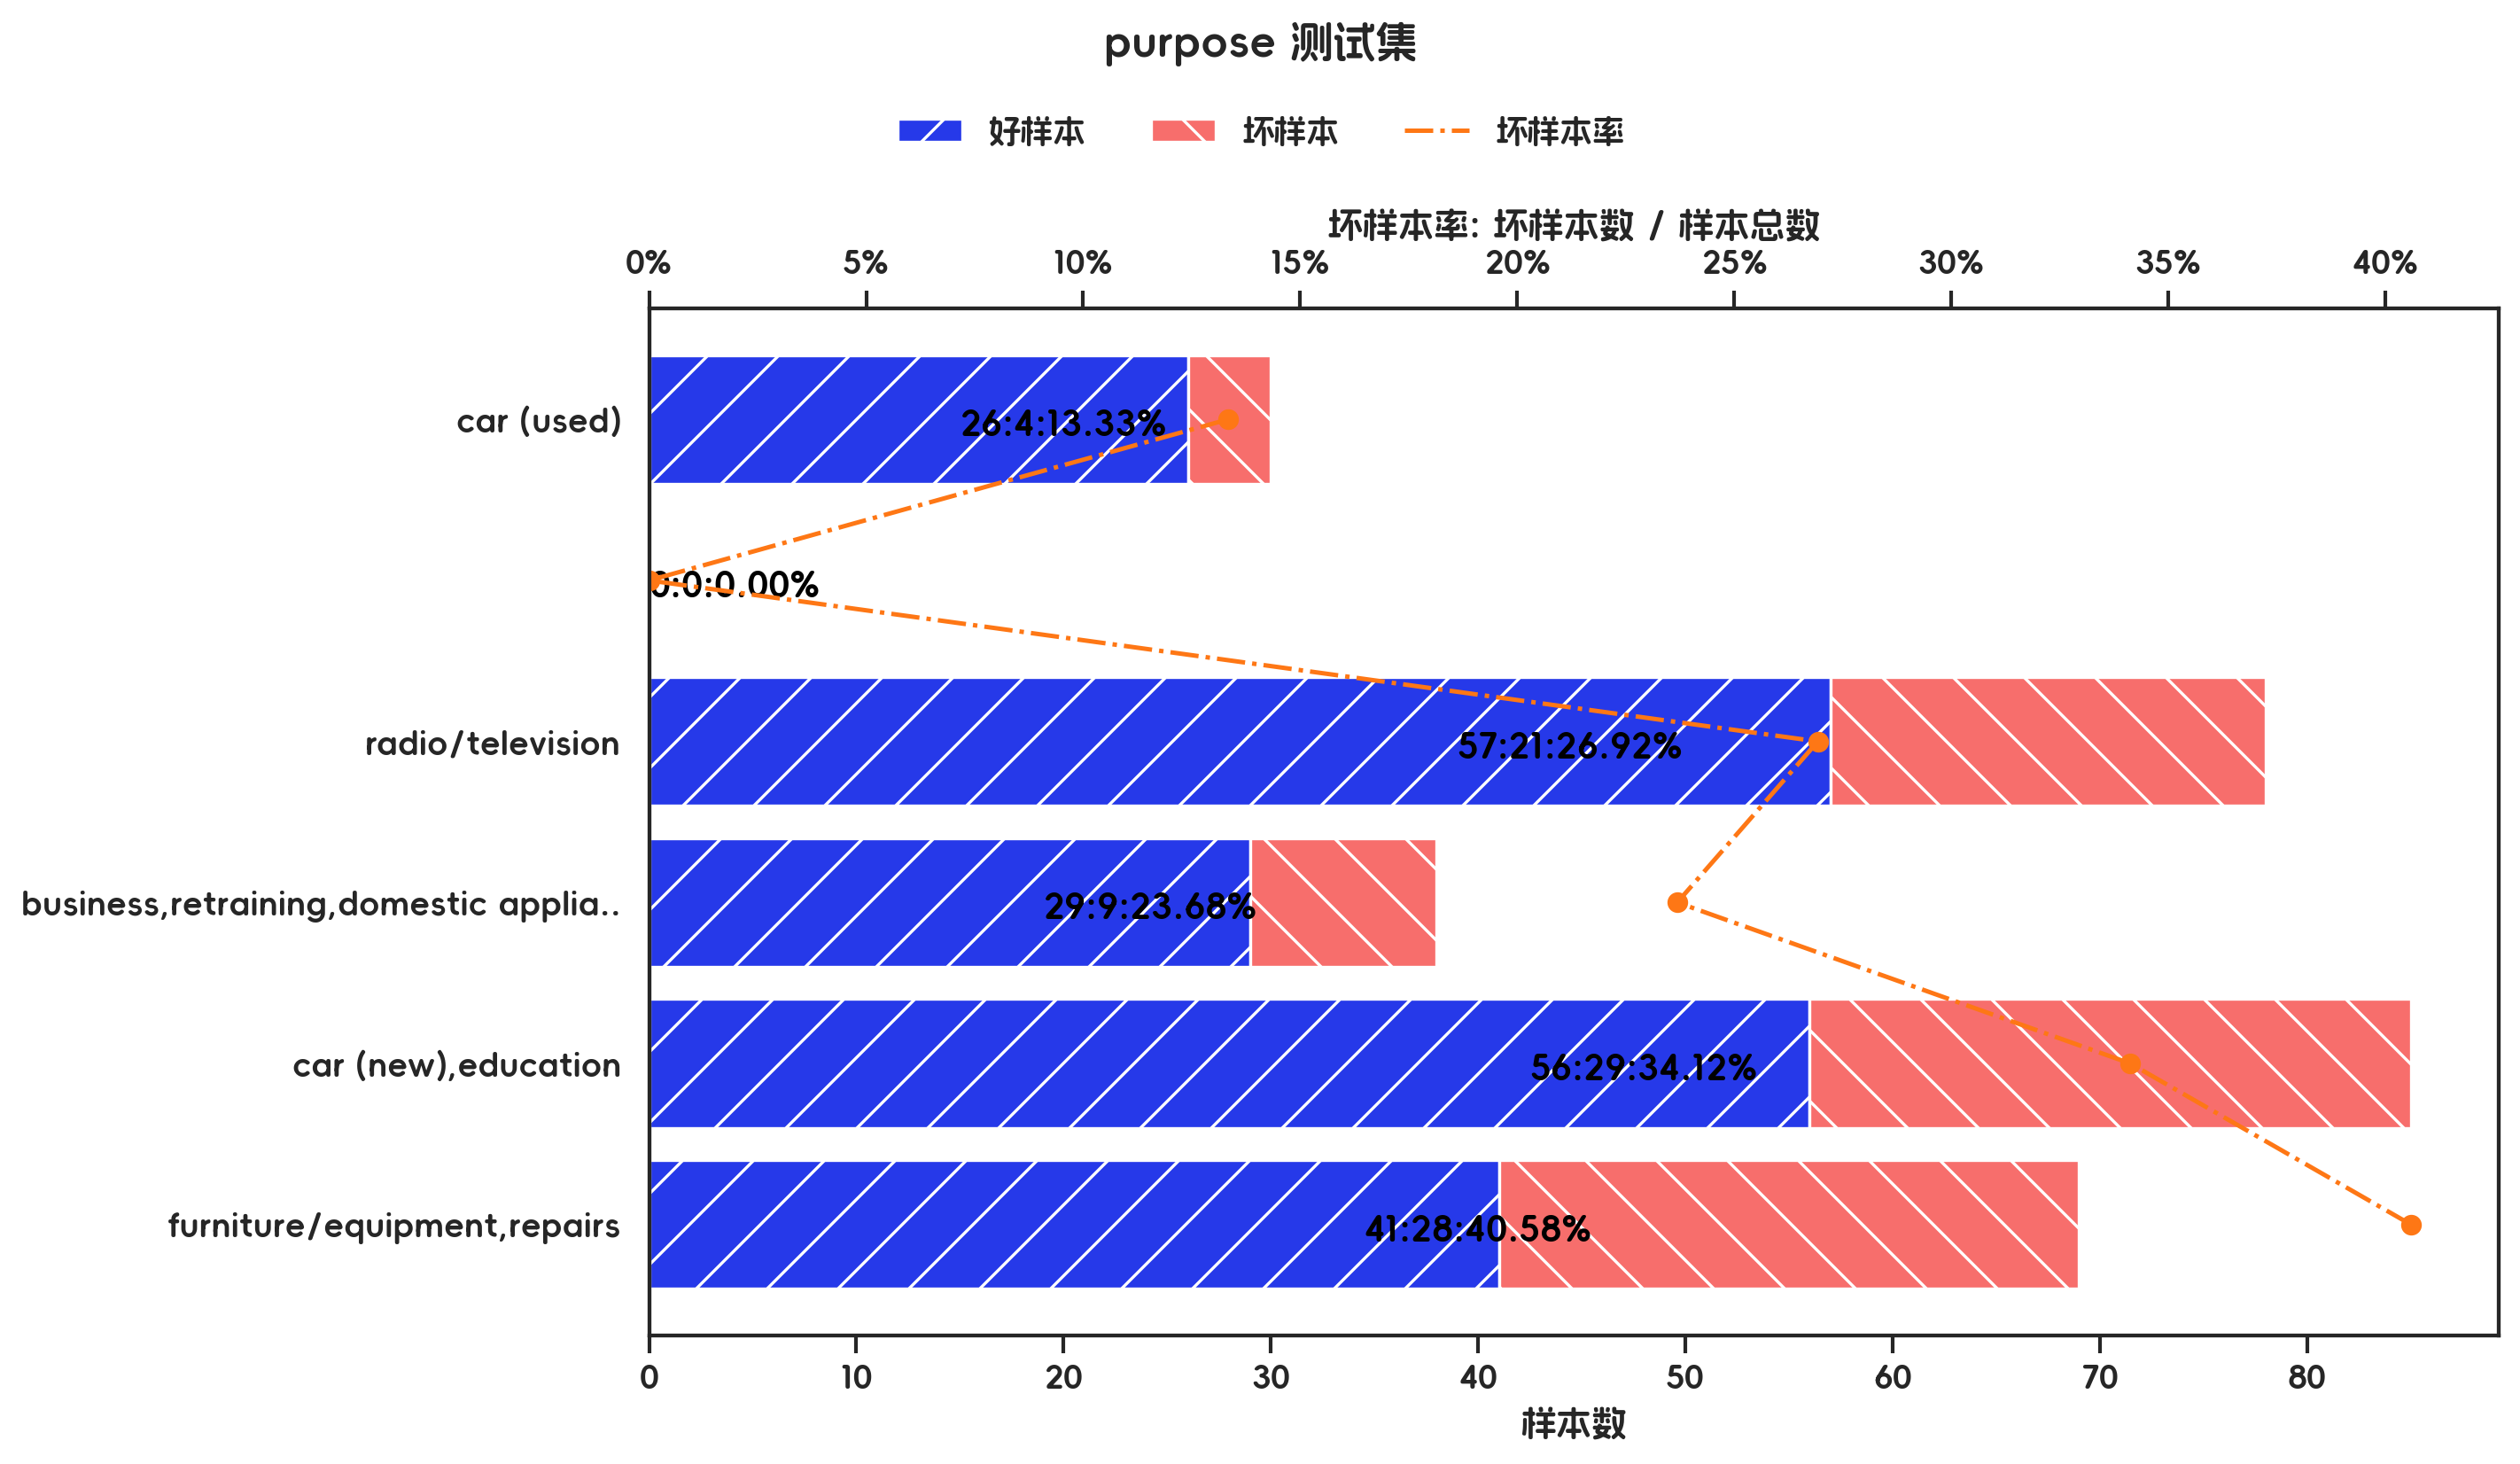 purpose 测试集
好样本 坏样本 坏样本率
坏样本率: 坏样本数 / 样本总数
0% 5% 10% 15% 20% 25% 30% 35% 40%
car (used) 26:4:13.33%
0:0:0.00%
radio/television 57:21:26.92%
business,retraining,domestic applia.. 29:9:23.68%
car (new),education 56:29:34.12%
furniture/equipment,repairs 41:28:40.58%
0 10 20 30 40 50 60 70 80
样本数